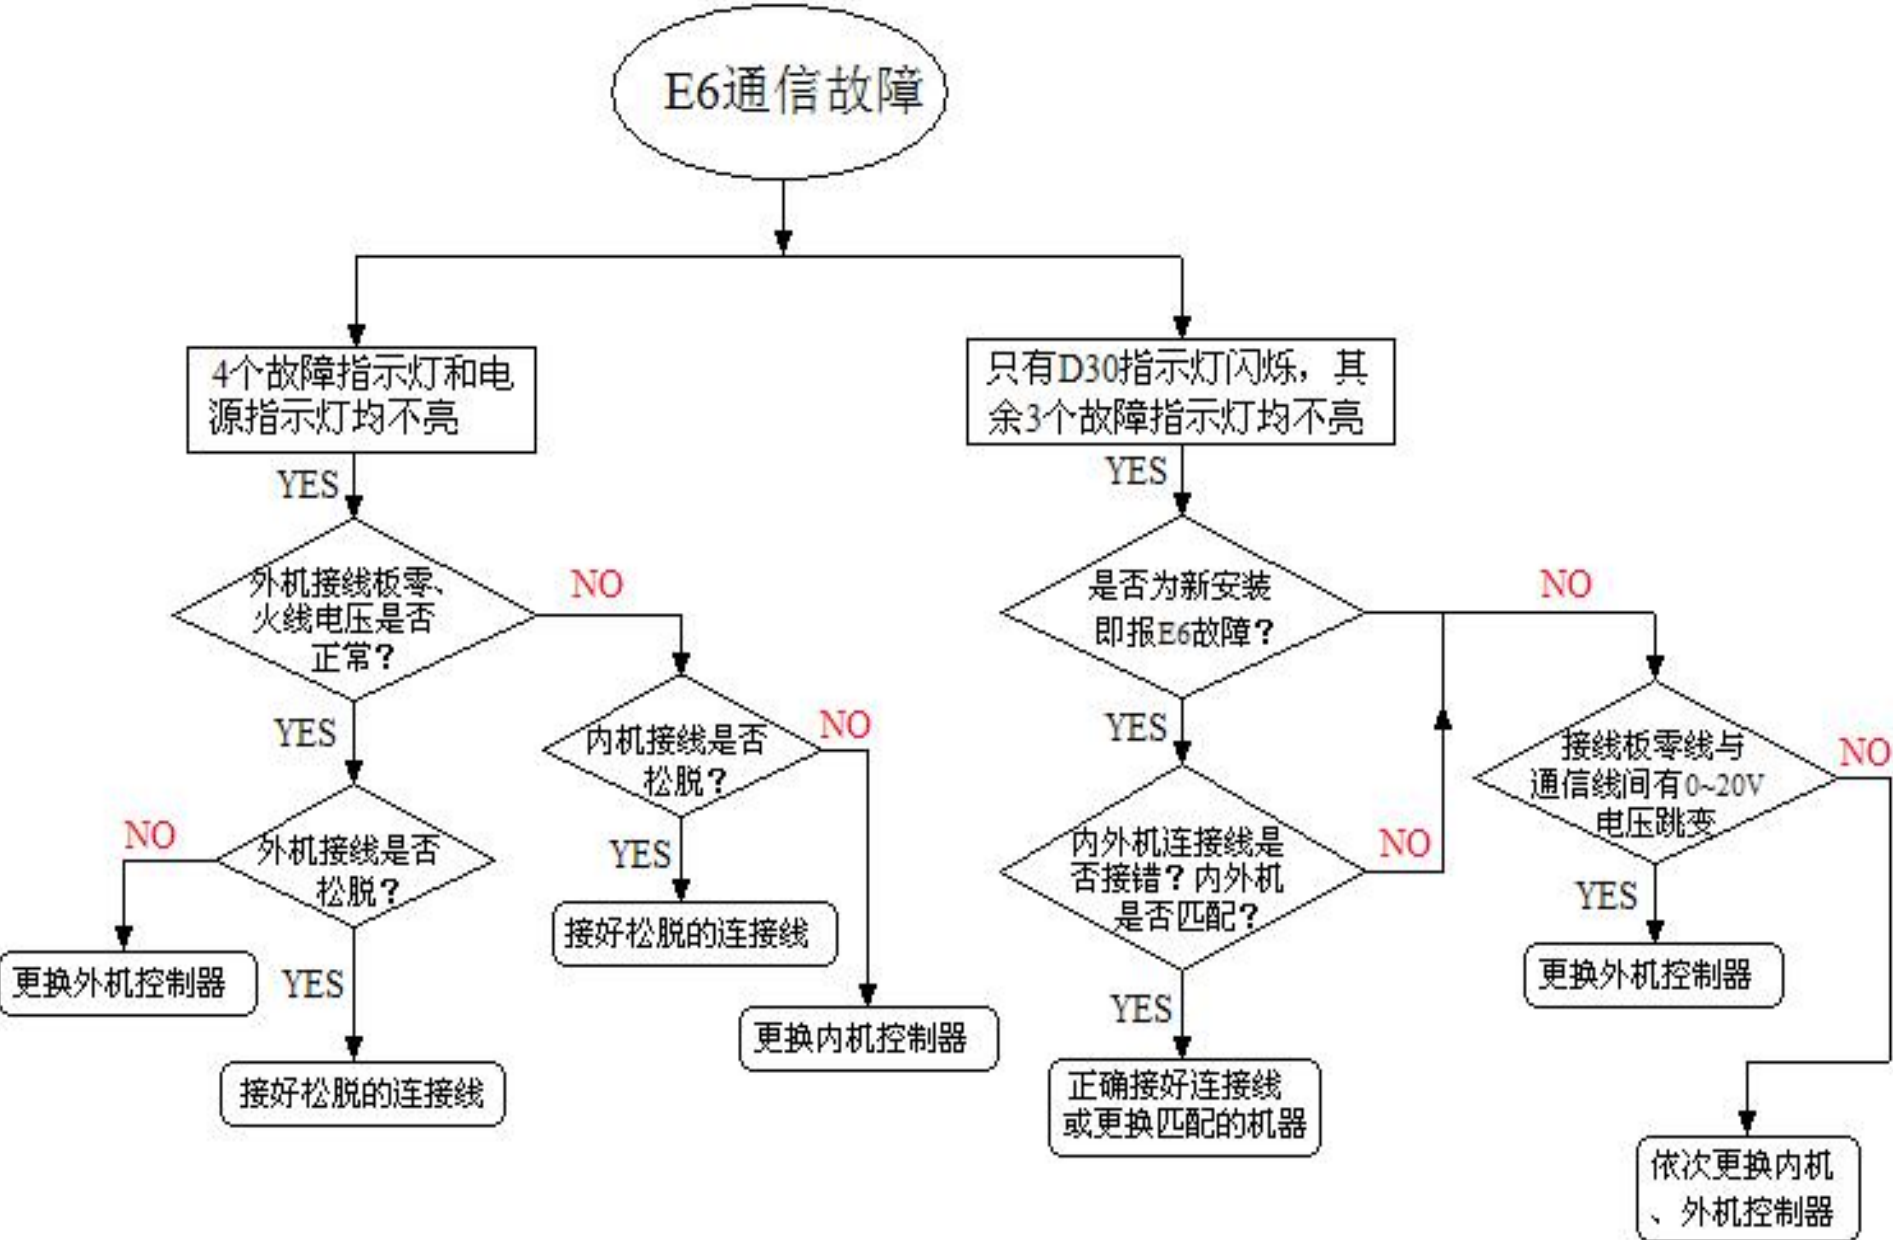 E6通信故障
4个故障指示灯和电
源指示灯均不亮
只有D30指示灯闪烁，其
余3个故障指示灯均不亮
YES
YES
外机接线板零、
火线电压是否
正常？
NO
是否为新安装
即报E6故障？
NO
YES
内机接线是否
松脱？
NO
YES
接线板零线与
通信线间有0~20V
电压跳变
NO
NO
外机接线是否
松脱？
YES
内外机连接线是
否接错？内外机
是否匹配？
NO
YES
更换外机控制器
YES
接好松脱的连接线
更换内机控制器
YES
更换外机控制器
接好松脱的连接线
正确接好连接线
或更换匹配的机器
依次更换内机
、外机控制器